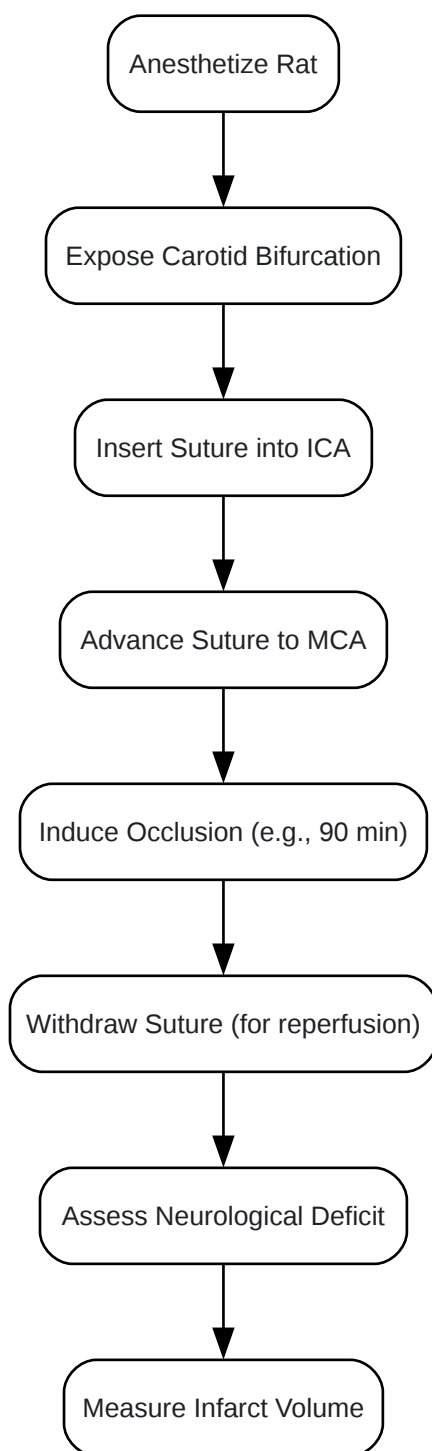 Anesthetize Rat
Expose Carotid Bifurcation
Insert Suture into ICA
Advance Suture to MCA
Induce Occlusion (e.g., 90 min)
Withdraw Suture (for reperfusion)
Assess Neurological Deficit
Measure Infarct Volume